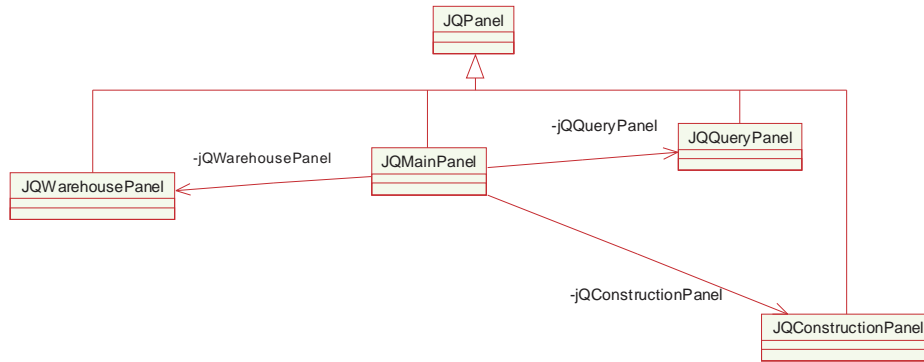 JQPanel
-jQQueryPanel
JQQueryPanel
-jQWarehousePanel
JQMainPanel
JQWarehousePanel
-jQConstructionPanel
JQConstructionPanel